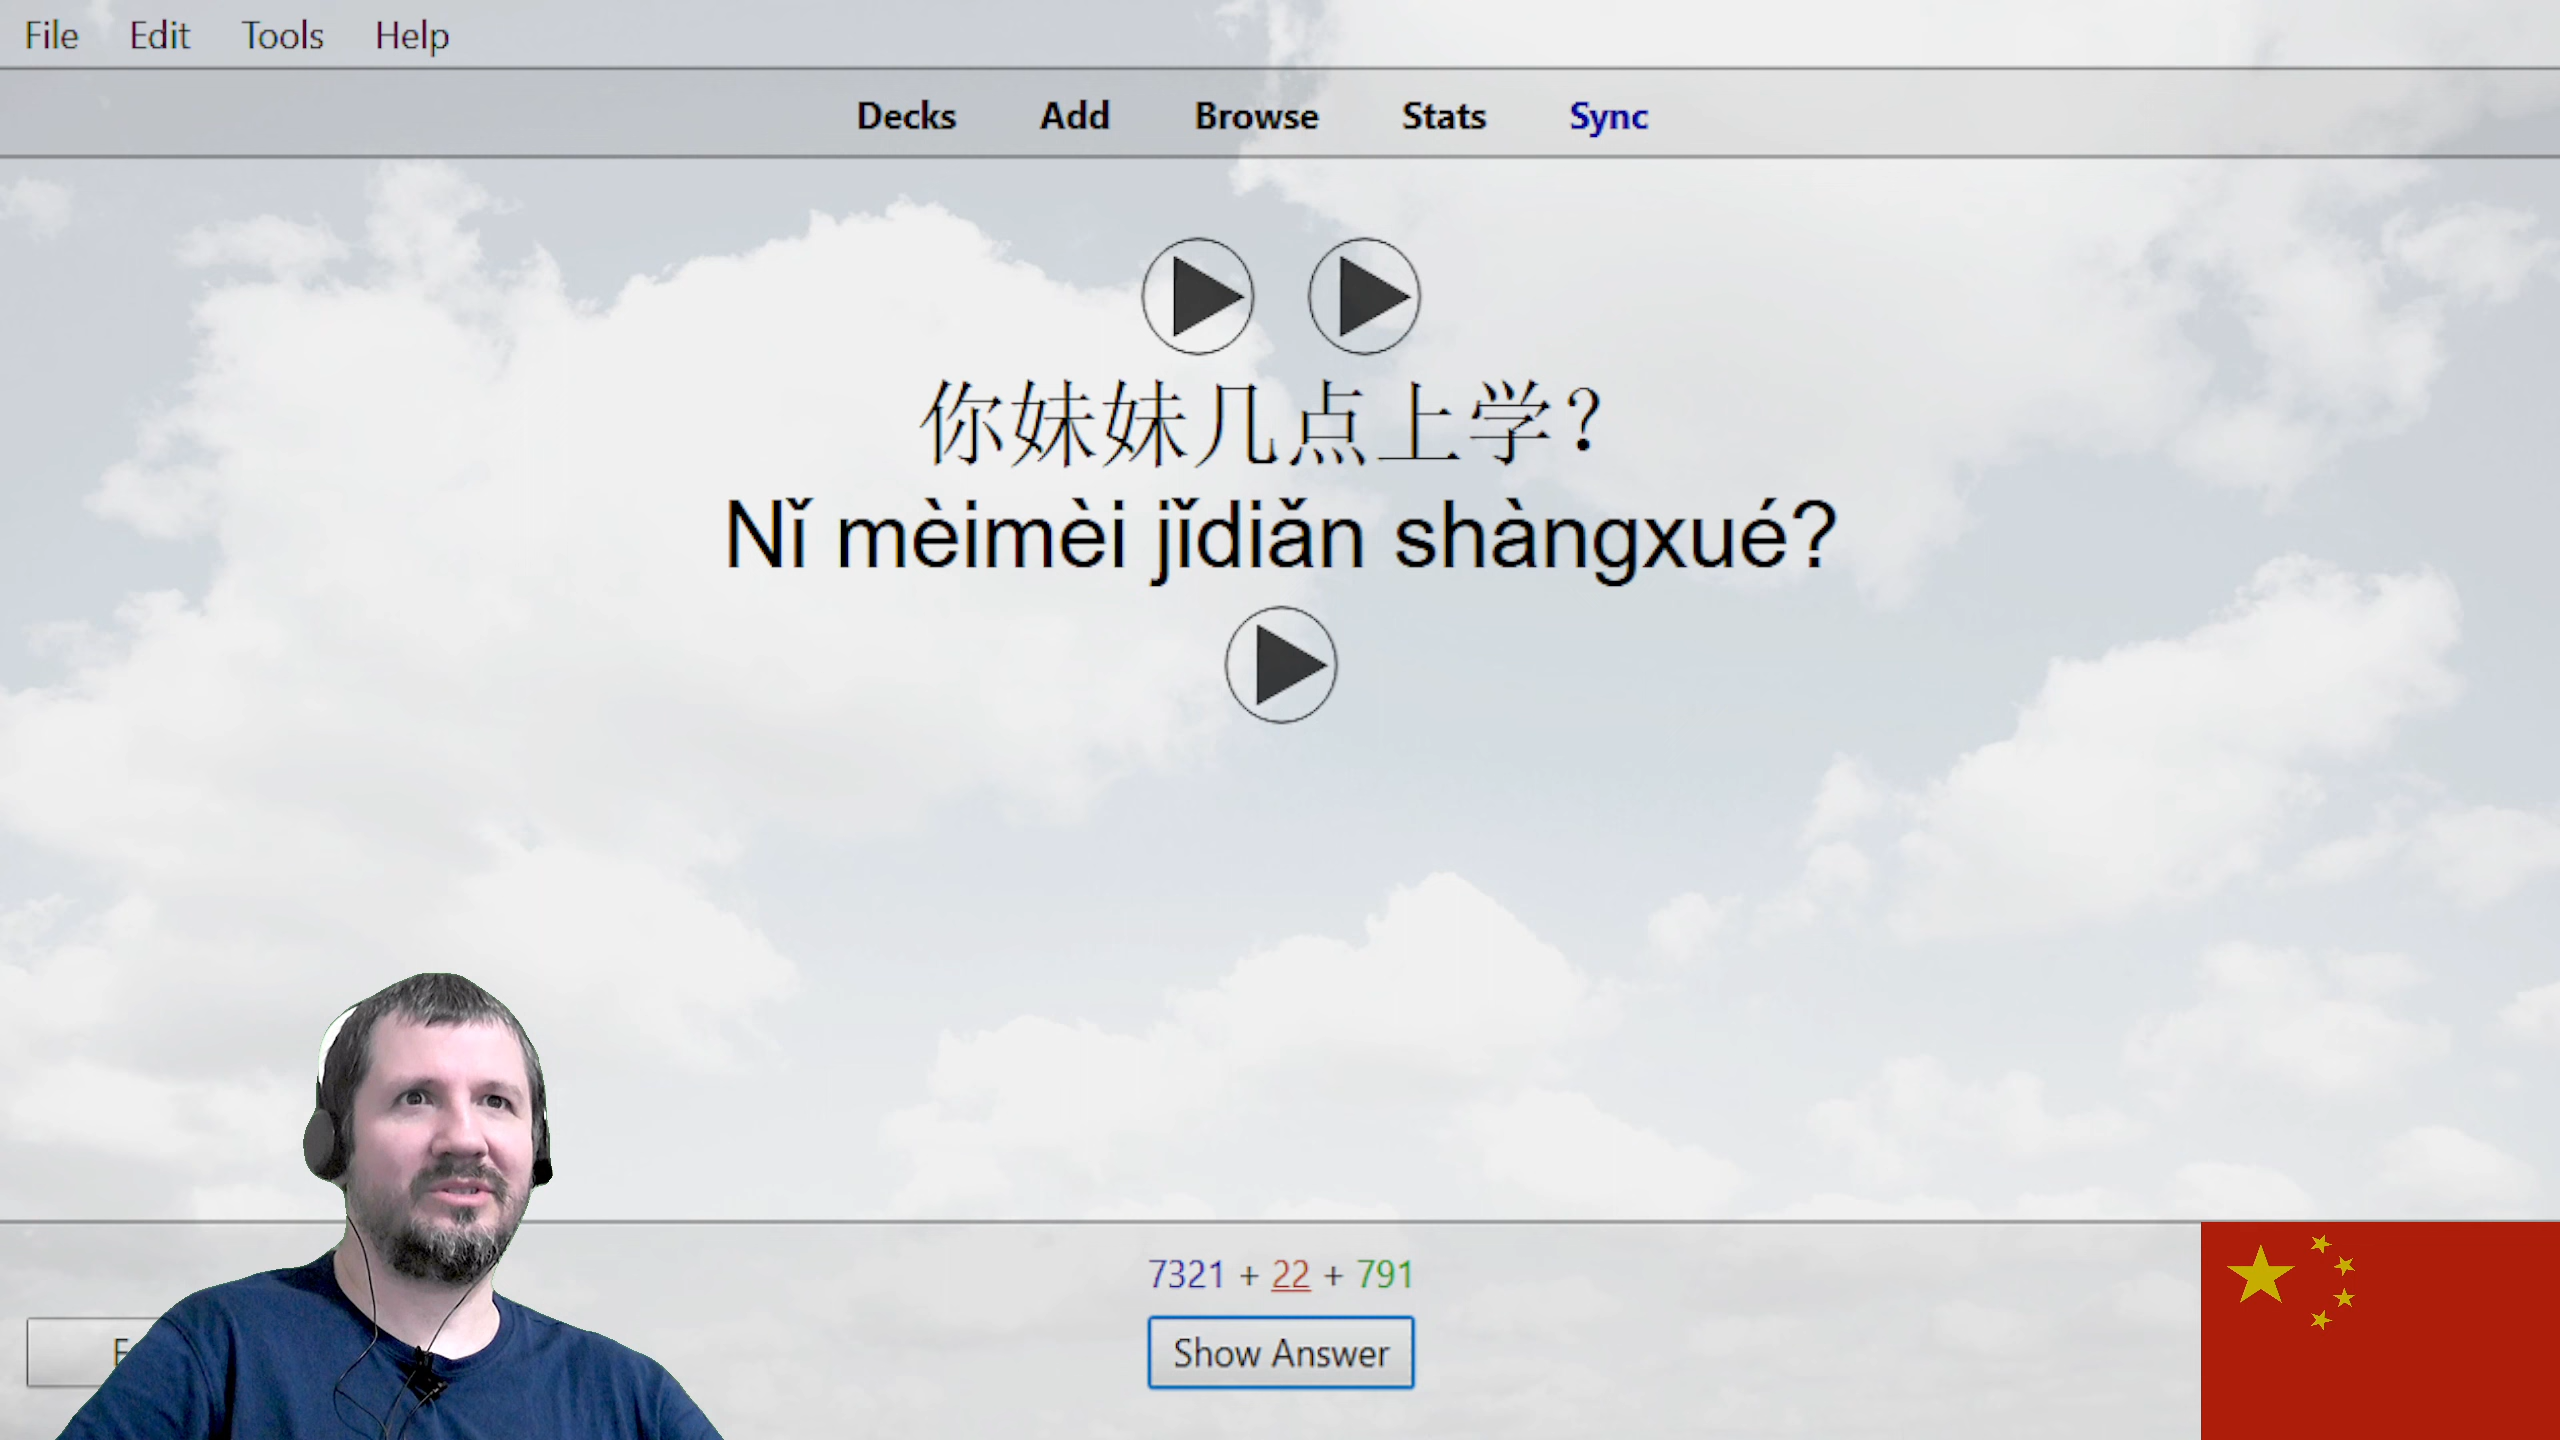 File Edit Tools Help
Decks Add Browse Stats Sync
你妹妹几点上学?
Nǐ mèimèi jǐdiǎn shàngxué?
7321 + 22 + 791
Show Answer